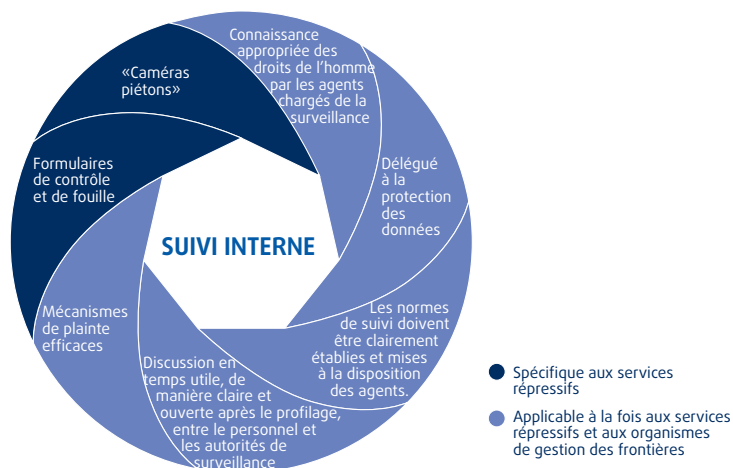 «Caméras
piétons»
Connaissance
appropriée des
droits de l’homme
par les agents
chargés de la
surveillance
Délégué
à la
protection
des
données
Les normes
de suivi doivent
être clairement
établies et mises
à la disposition
des agents.
Discussion en
temps utile, de
manière claire et
ouverte après le profilage,
entre le personnel et
les autorités de
surveillance
Mécanismes
de plainte
efficaces
Formulaires
de contrôle
et de fouille
SUIVI INTERNE
Spécifique aux services
répressifs
Applicable à la fois aux services
répressifs et aux organismes
de gestion des frontières